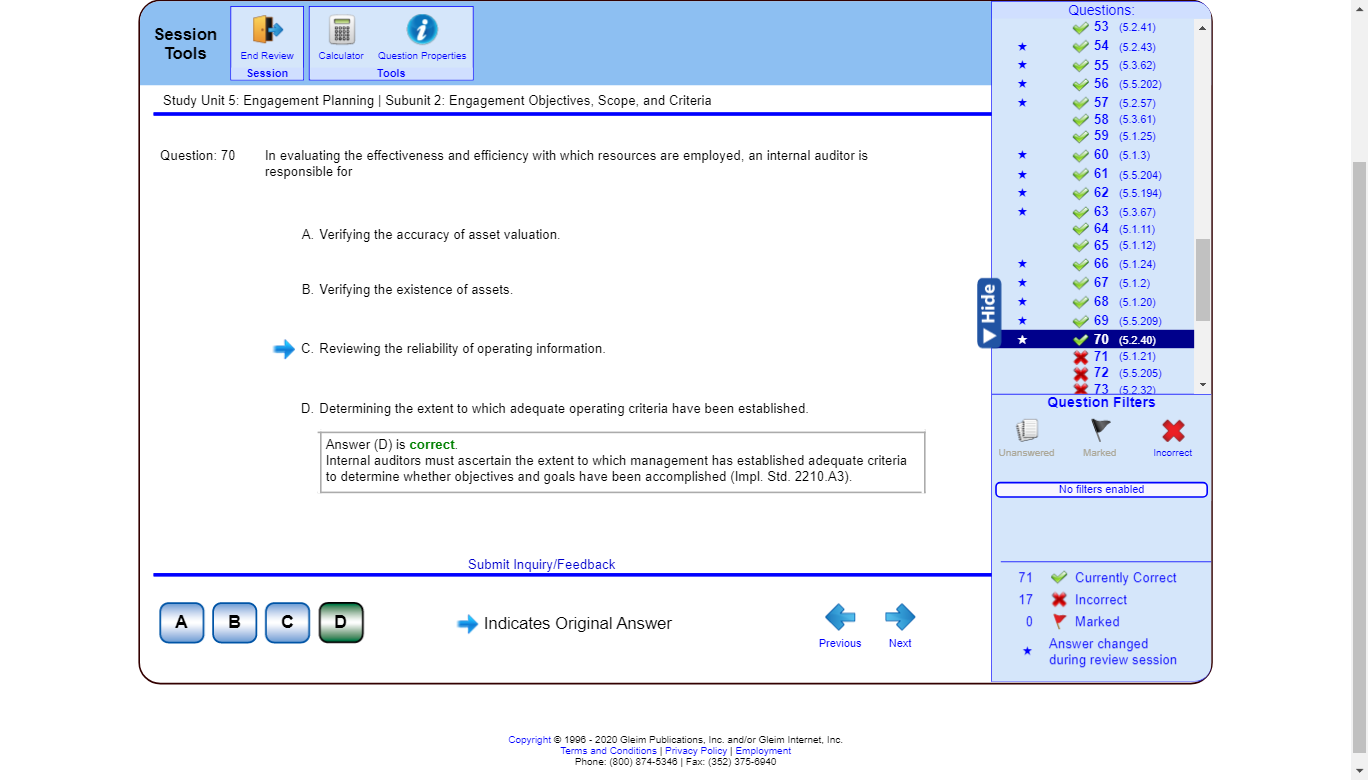 Session
Tools
End Review
Session
Calculator
Question Properties
Tools
Study Unit 5: Engagement Planning | Subunit 2: Engagement Objectives, Scope, and Criteria
Question: 70
In evaluating the effectiveness and efficiency with which resources are employed, an internal auditor is
responsible for
A. Verifying the accuracy of asset valuation.
B. Verifying the existence of assets.
C. Reviewing the reliability of operating information.
D. Determining the extent to which adequate operating criteria have been established.
Answer (D) is correct.
Internal auditors must ascertain the extent to which management has established adequate criteria
to determine whether objectives and goals have been accomplished (Impl. Std. 2210.A3).
Submit Inquiry/Feedback
A
B
C
D
Indicates Original Answer
Previous
Next
Hide
Questions:
53 (5.2.41)
54 (5.2.43)
55 (5.3.62)
56 (5.5.202)
57 (5.2.57)
58 (5.3.61)
59 (5.1.25)
60 (5.1.3)
61 (5.5.204)
62 (5.5.194)
63 (5.3.67)
64 (5.1.11)
65 (5.1.12)
66 (5.1.24)
67 (5.1.2)
68 (5.1.20)
69 (5.5.209)
70 (5.2.40)
71 (5.1.21)
72 (5.5.205)
73 (5.2.32)
Question Filters
Unanswered
Marked
Incorrect
No filters enabled
71 Currently Correct
17 Incorrect
0 Marked
Answer changed
during review session
Copyright © 1996 - 2020 Gleim Publications, Inc. and/or Gleim Internet, Inc.
Terms and Conditions | Privacy Policy | Employment
Phone: (800) 874-5346 | Fax: (352) 375-6940